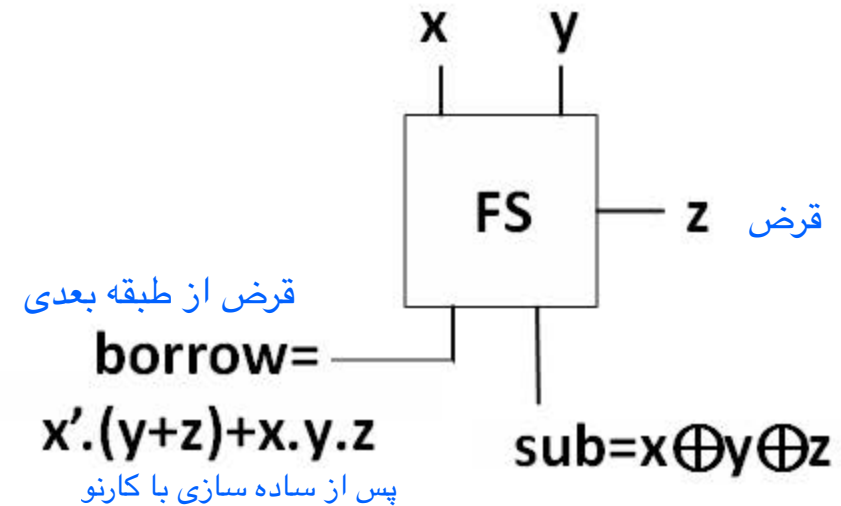 x y
FS
z قرض
قرض از طبقه بعدی
borrow=
x′.(y+z)+x.y.z
پس از ساده سازی با کارنو
sub=x⊕y⊕z